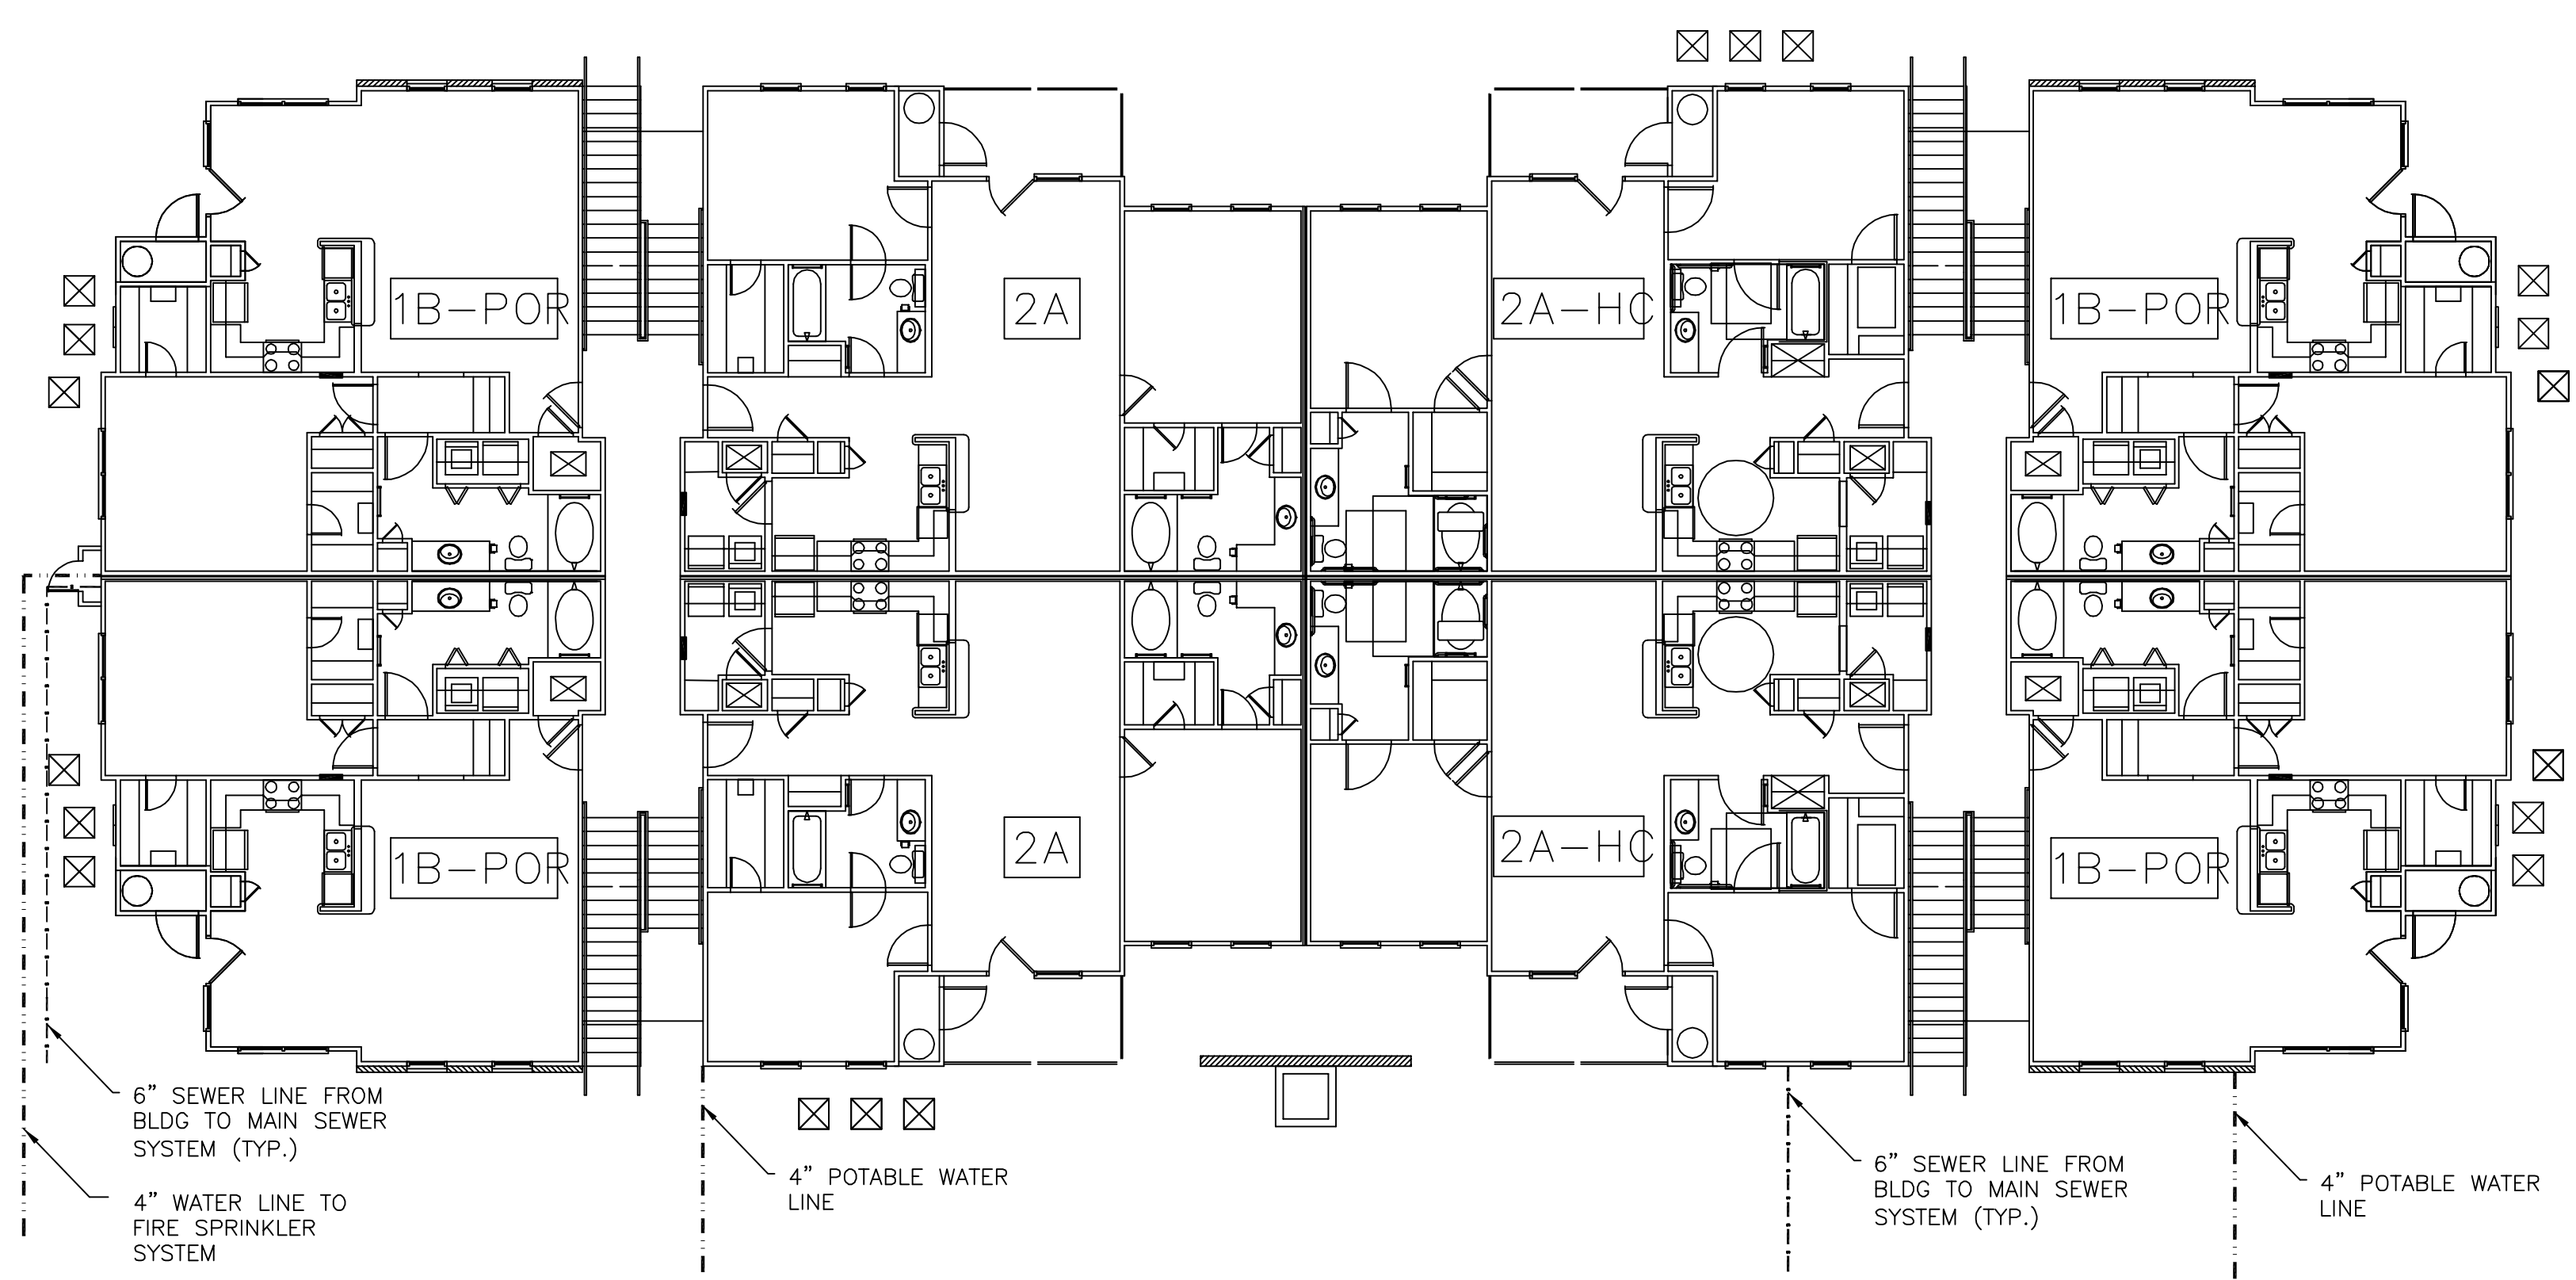 1B-POR
2A
2A-HC
1B-POR
1B-POR
2A
2A-HC
1B-POR
6” SEWER LINE FROM
BLDG TO MAIN SEWER
SYSTEM (TYP.)
4” WATER LINE TO
FIRE SPRINKLER
SYSTEM
4” POTABLE WATER
LINE
6” SEWER LINE FROM
BLDG TO MAIN SEWER
SYSTEM (TYP.)
4” POTABLE WATER
LINE